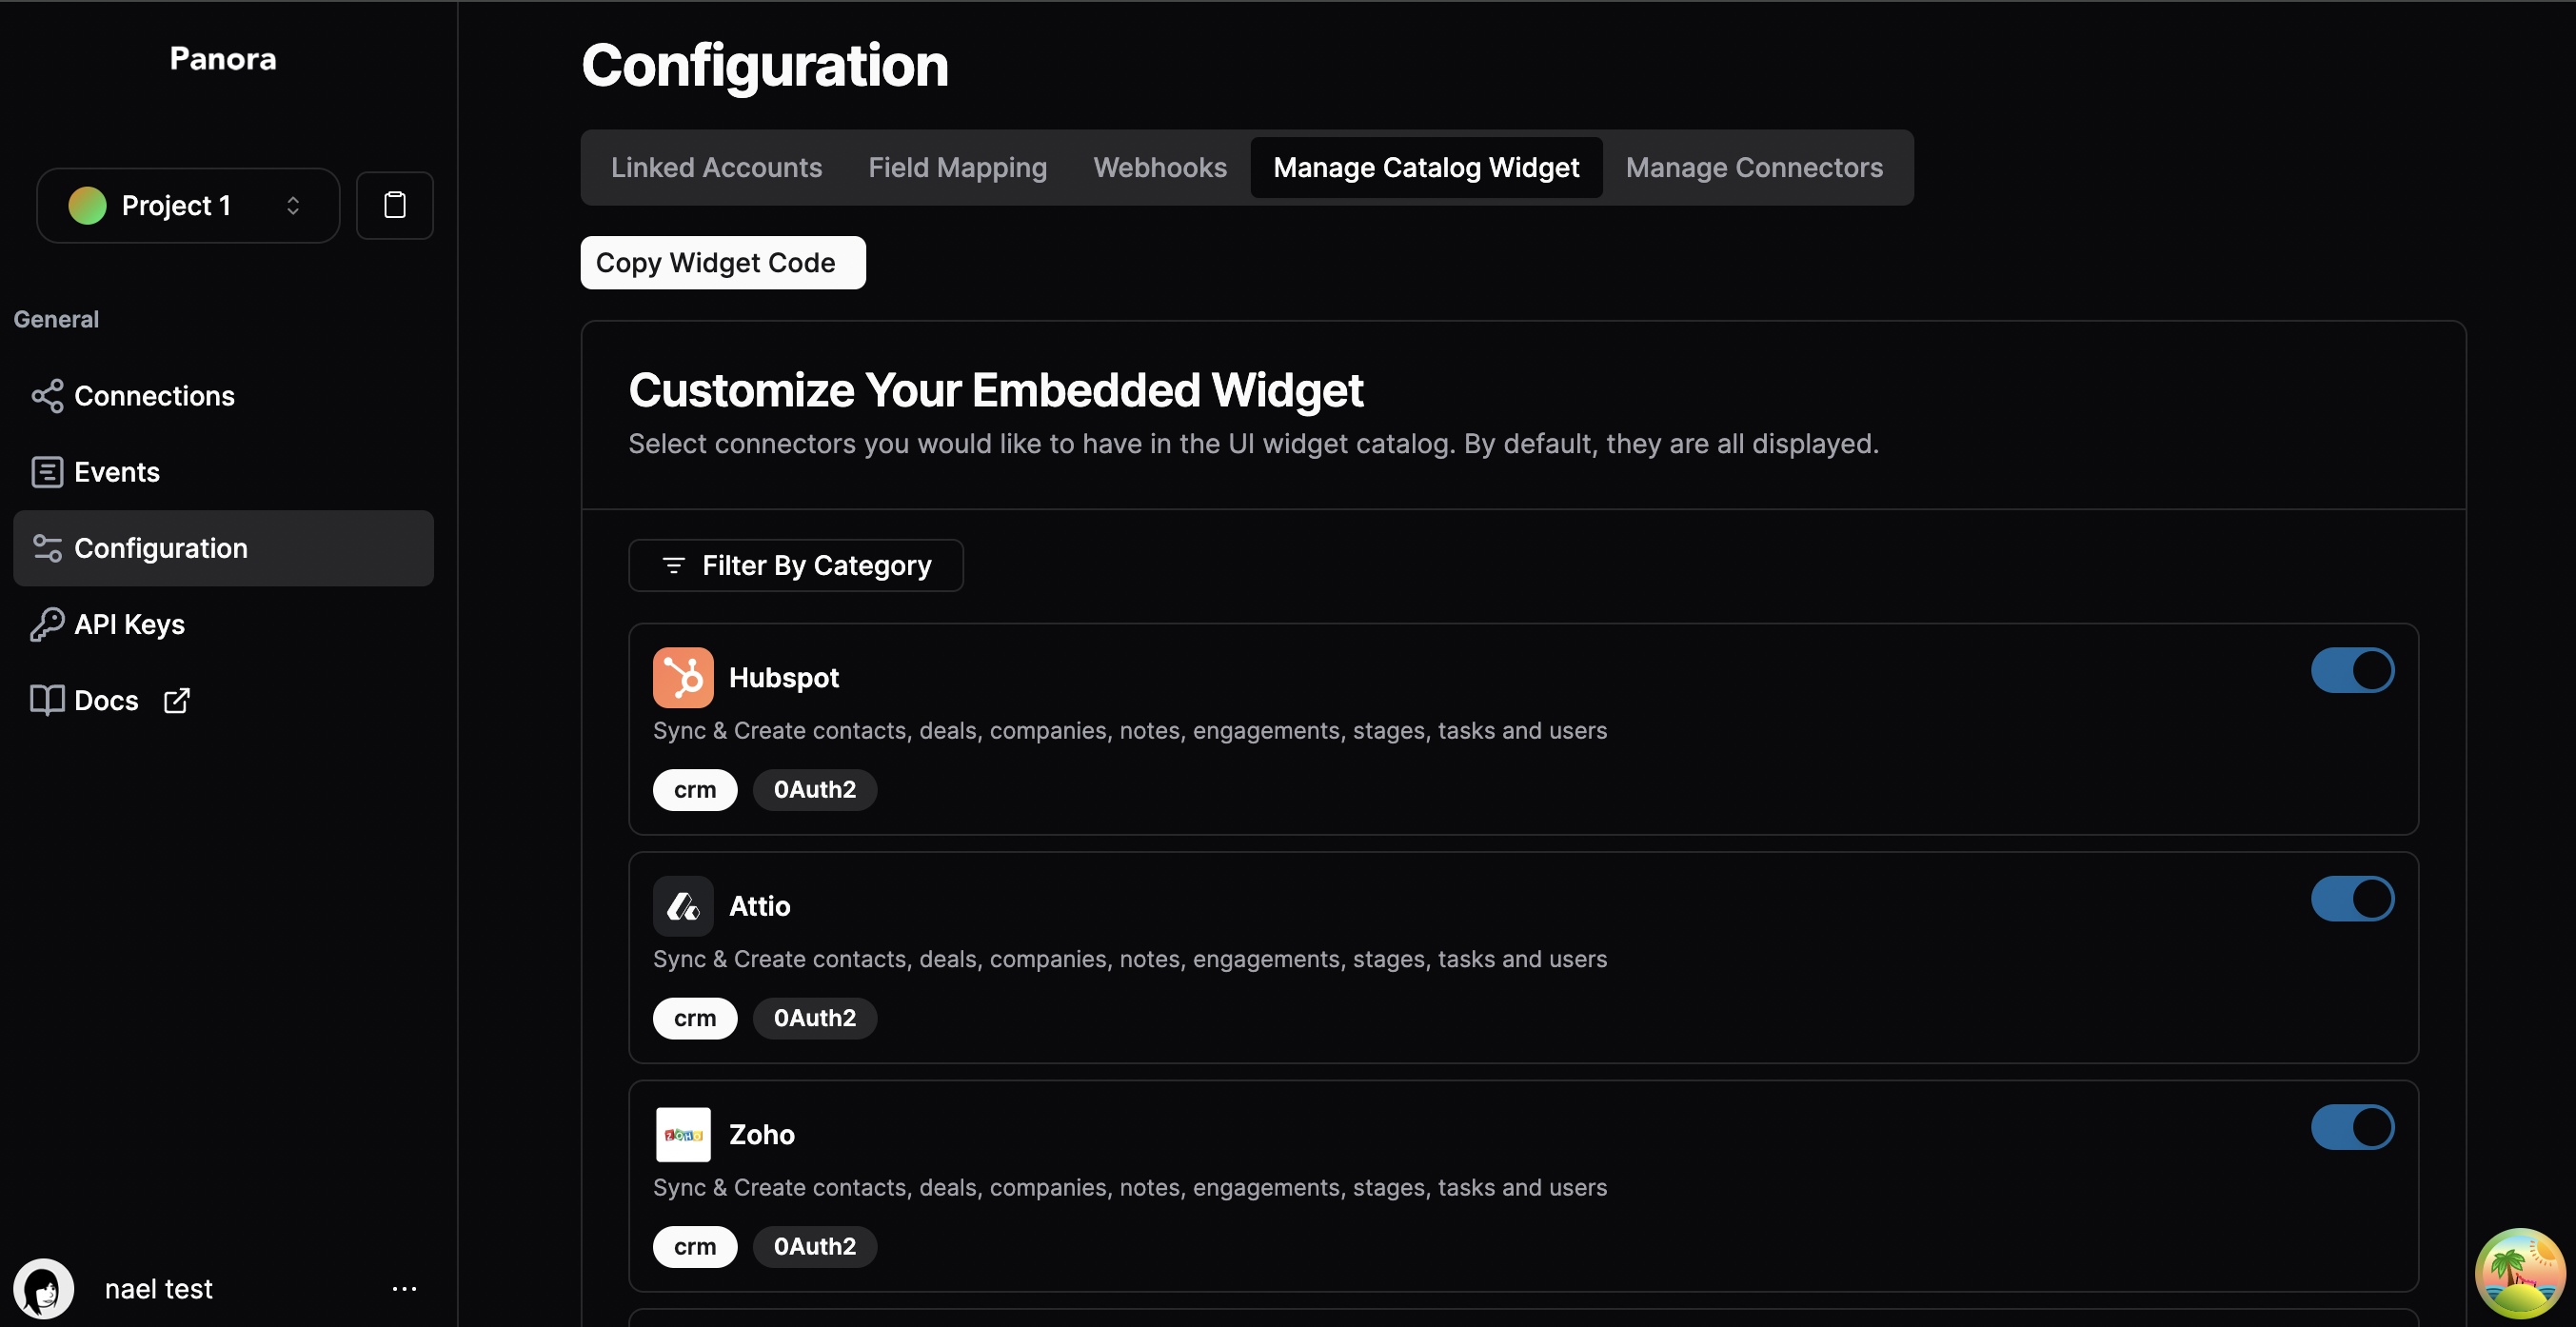 Panora
Project 1
General
Connections
Events
Configuration
API Keys
Docs
nael test
Configuration
Linked Accounts
Field Mapping
Webhooks
Manage Catalog Widget
Manage Connectors
Copy Widget Code
Customize Your Embedded Widget
Select connectors you would like to have in the UI widget catalog. By default, they are all displayed.
Filter By Category
Hubspot
Sync & Create contacts, deals, companies, notes, engagements, stages, tasks and users
crm
0Auth2
Attio
Sync & Create contacts, deals, companies, notes, engagements, stages, tasks and users
crm
0Auth2
ZOHO
Zoho
Sync & Create contacts, deals, companies, notes, engagements, stages, tasks and users
crm
0Auth2